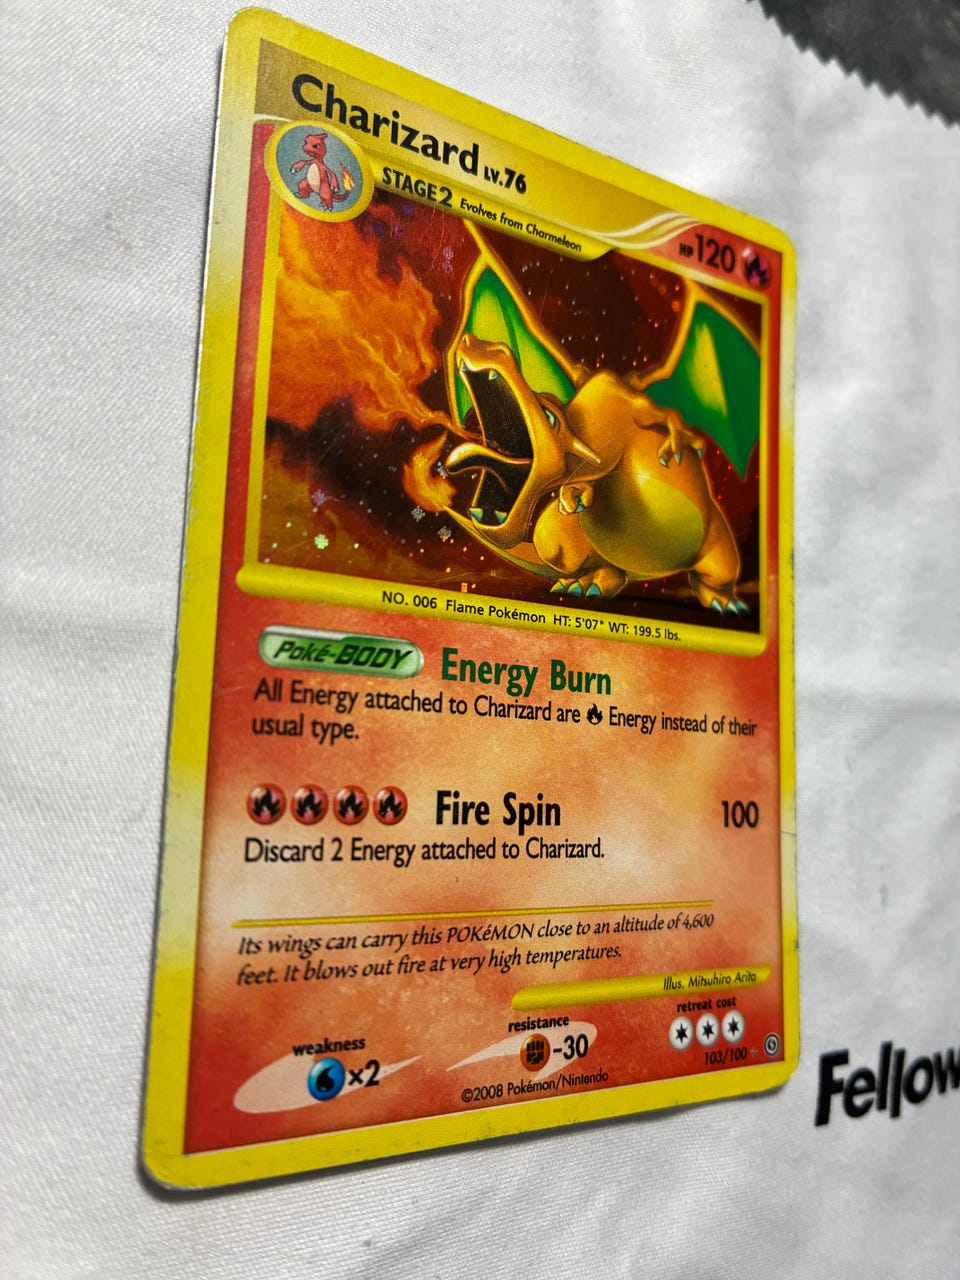 Charizard LV.76
STAGE2 Evolves from Charmeleon
HP 120
NO. 006 Flame Pokémon HT: 5'07" WT: 199.5 lbs.
Poké-BODY Energy Burn
All Energy attached to Charizard are Energy instead of their
usual type.
Fire Spin 100
Discard 2 Energy attached to Charizard.
Its wings can carry this POKéMON close to an altitude of 4,600
feet. It blows out fire at very high temperatures.
Illus. Mitsuhiro Arita
weakness
×2
resistance
-30
retreat cost
103/100
©2008 Pokémon/Nintendo
Fellow